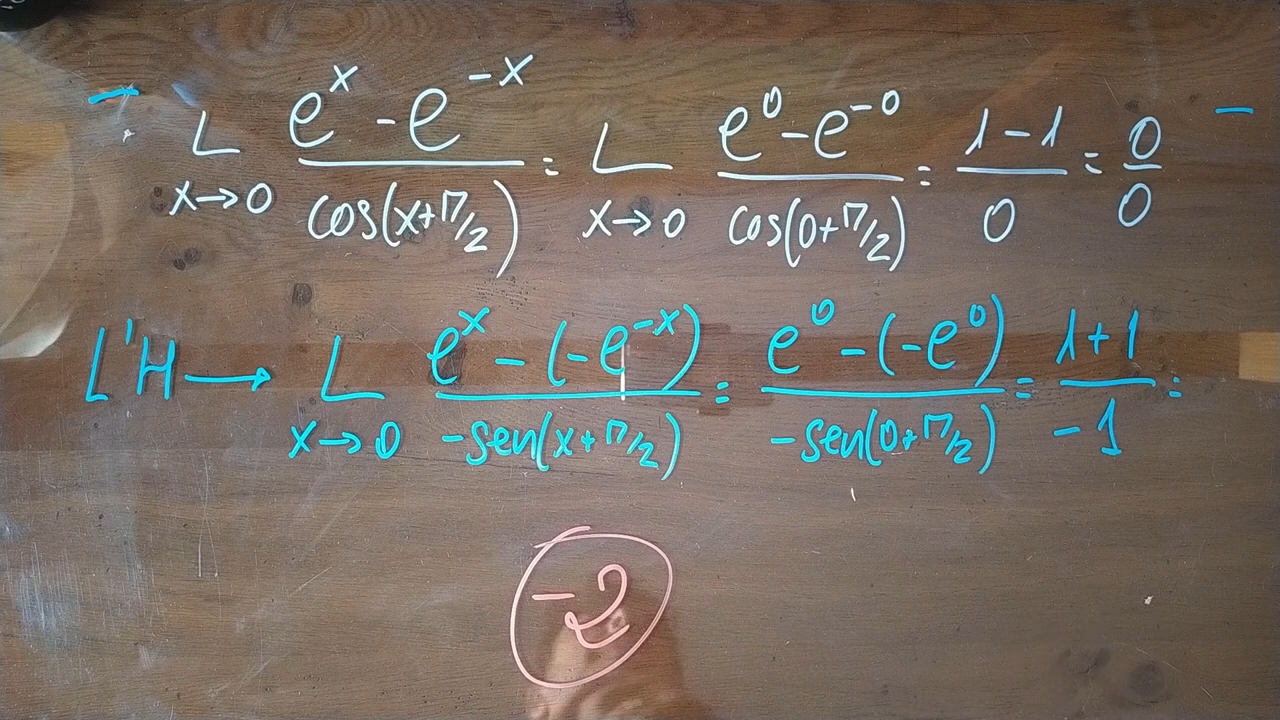 L x→0 (e^x - e^-x)/(cos(x+π/2)) = L x→0 (e^0 - e^-0)/(cos(0+π/2)) = (1-1)/0 = 0/0
L'H → L x→0 (e^x - (-e^-x))/(-sen(x+π/2)) = (e^0 - (-e^0))/(-sen(0+π/2)) = (1+1)/(-1) =
-2